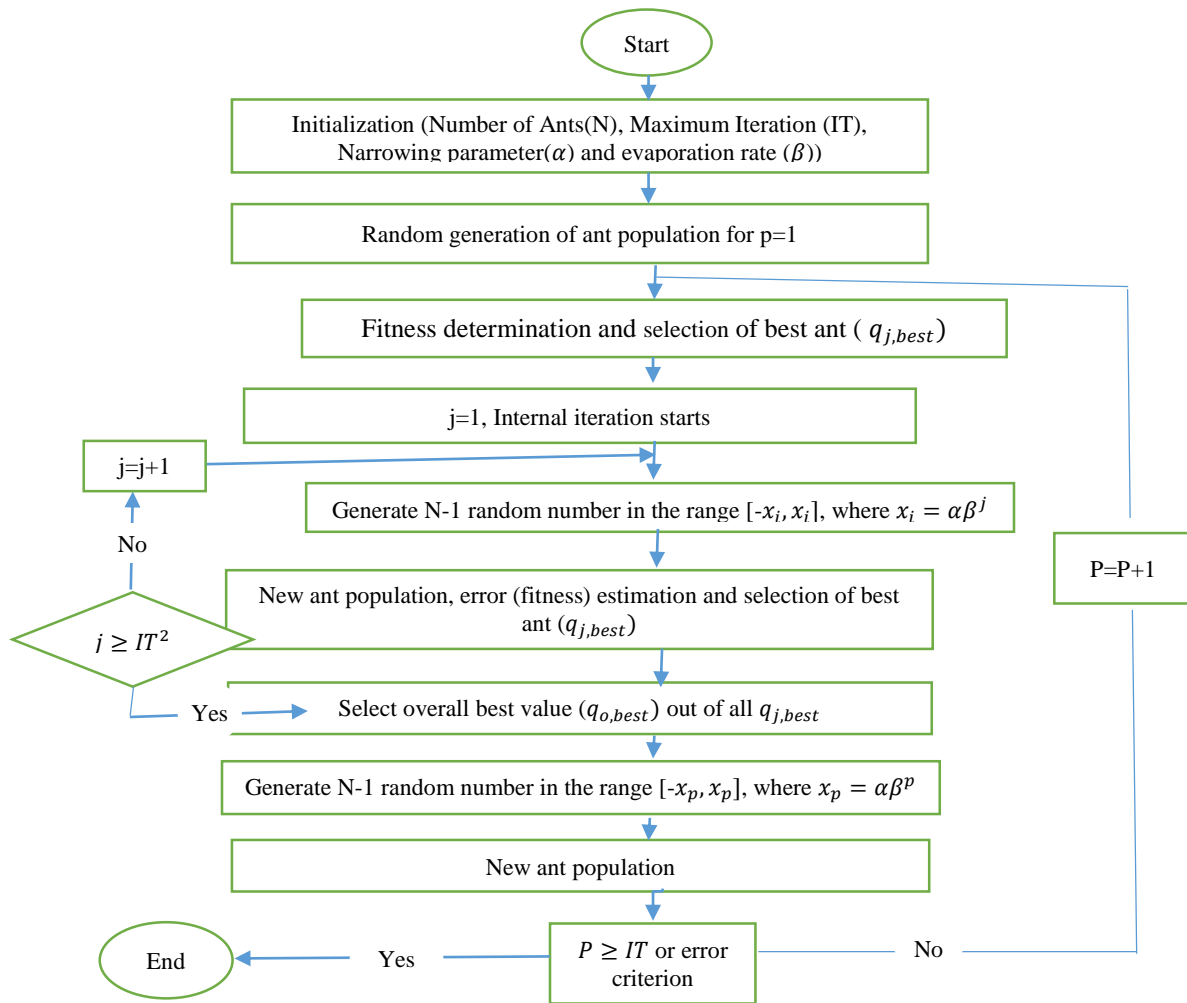 Start
Initialization (Number of Ants(N), Maximum Iteration (IT),
Narrowing parameter(α) and evaporation rate (β))
Random generation of ant population for p=1
Fitness determination and selection of best ant ( q_{j,best})
j=1, Internal iteration starts
j=j+1
Generate N-1 random number in the range [-x_i, x_i], where x_i = αβ^j
No
P=P+1
New ant population, error (fitness) estimation and selection of best
ant (q_{j,best})
j ≥ IT^2
Yes
Select overall best value (q_{o,best}) out of all q_{j,best}
Generate N-1 random number in the range [-x_p, x_p], where x_p = αβ^p
New ant population
P ≥ IT or error
criterion
No
Yes
End